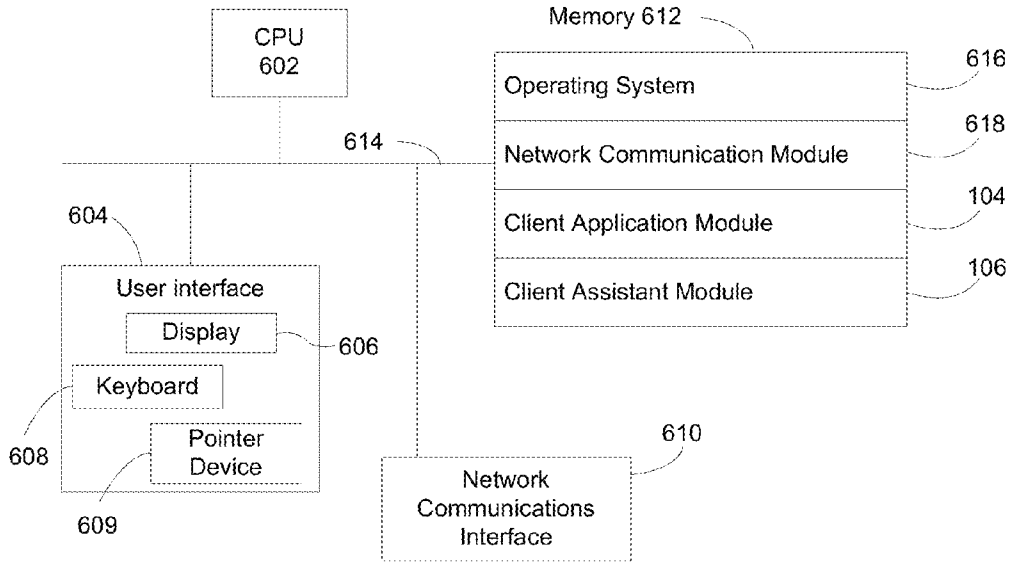 CPU
602
Memory 612
616
Operating System
618
Network Communication Module
614
104
Client Application Module
106
Client Assistant Module
604
User interface
Display
606
Keyboard
608
Pointer
Device
609
610
Network
Communications
Interface